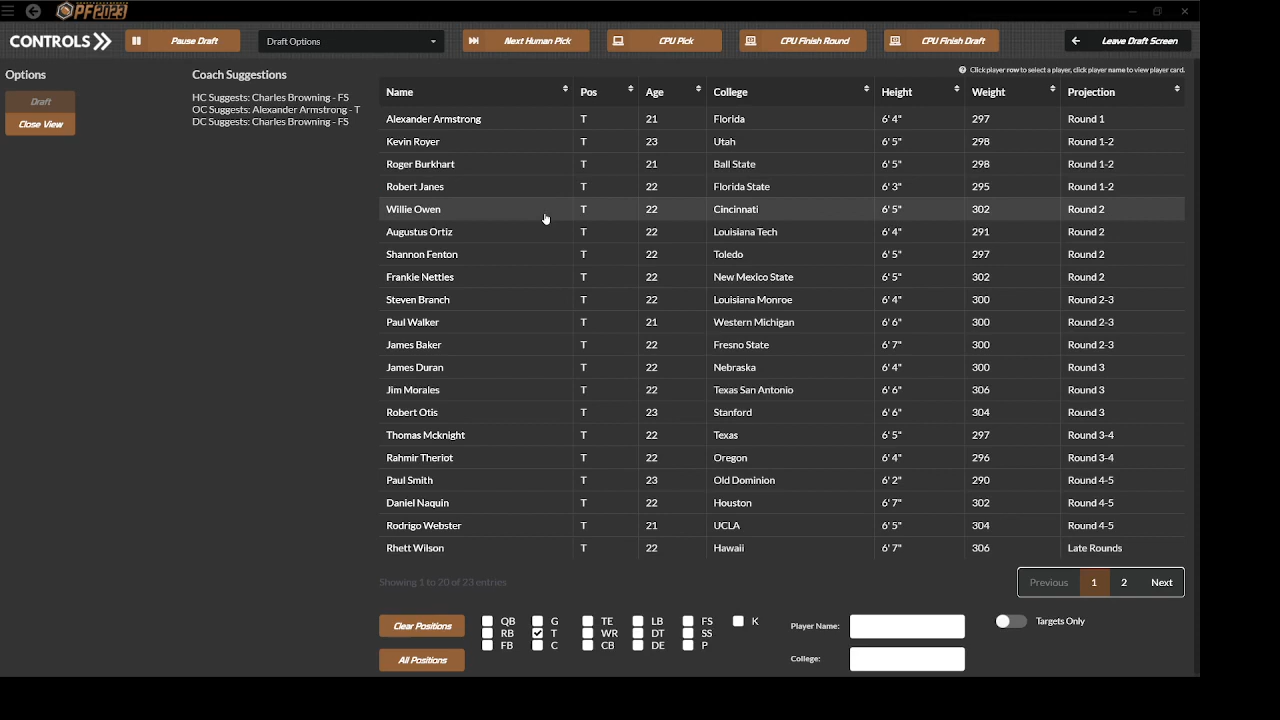 PF2023
CONTROLS Pause Draft Draft Options Next Human Pick CPU Pick CPU Finish Round CPU Finish Draft Leave Draft Screen
Options Coach Suggestions Click player row to select a player, click player name to view player card.
Draft HC Suggests: Charles Browning - FS
Close View OC Suggests: Alexander Armstrong - T
DC Suggests: Charles Browning - FS
Name Pos Age College Height Weight Projection
Alexander Armstrong T 21 Florida 6' 4" 297 Round 1
Kevin Royer T 23 Utah 6' 5" 298 Round 1-2
Roger Burkhart T 21 Ball State 6' 5" 298 Round 1-2
Robert Janes T 22 Florida State 6' 3" 295 Round 1-2
Willie Owen T 22 Cincinnati 6' 5" 302 Round 2
Augustus Ortiz T 22 Louisiana Tech 6' 4" 291 Round 2
Shannon Fenton T 22 Toledo 6' 5" 297 Round 2
Frankie Nettles T 22 New Mexico State 6' 5" 302 Round 2
Steven Branch T 22 Louisiana Monroe 6' 4" 300 Round 2-3
Paul Walker T 21 Western Michigan 6' 6" 300 Round 2-3
James Baker T 22 Fresno State 6' 7" 300 Round 2-3
James Duran T 22 Nebraska 6' 4" 300 Round 3
Jim Morales T 22 Texas San Antonio 6' 6" 306 Round 3
Robert Otis T 23 Stanford 6' 6" 304 Round 3
Thomas Mcknight T 22 Texas 6' 5" 297 Round 3-4
Rahmir Theriot T 22 Oregon 6' 4" 296 Round 3-4
Paul Smith T 23 Old Dominion 6' 2" 290 Round 4-5
Daniel Naquin T 22 Houston 6' 7" 302 Round 4-5
Rodrigo Webster T 21 UCLA 6' 5" 304 Round 4-5
Rhett Wilson T 22 Hawaii 6' 7" 306 Late Rounds
Showing 1 to 20 of 23 entries Previous 1 2 Next
Clear Positions QB G TE LB FS K Player Name: Targets Only
RB T WR DT SS
FB C CB DE P
All Positions College: